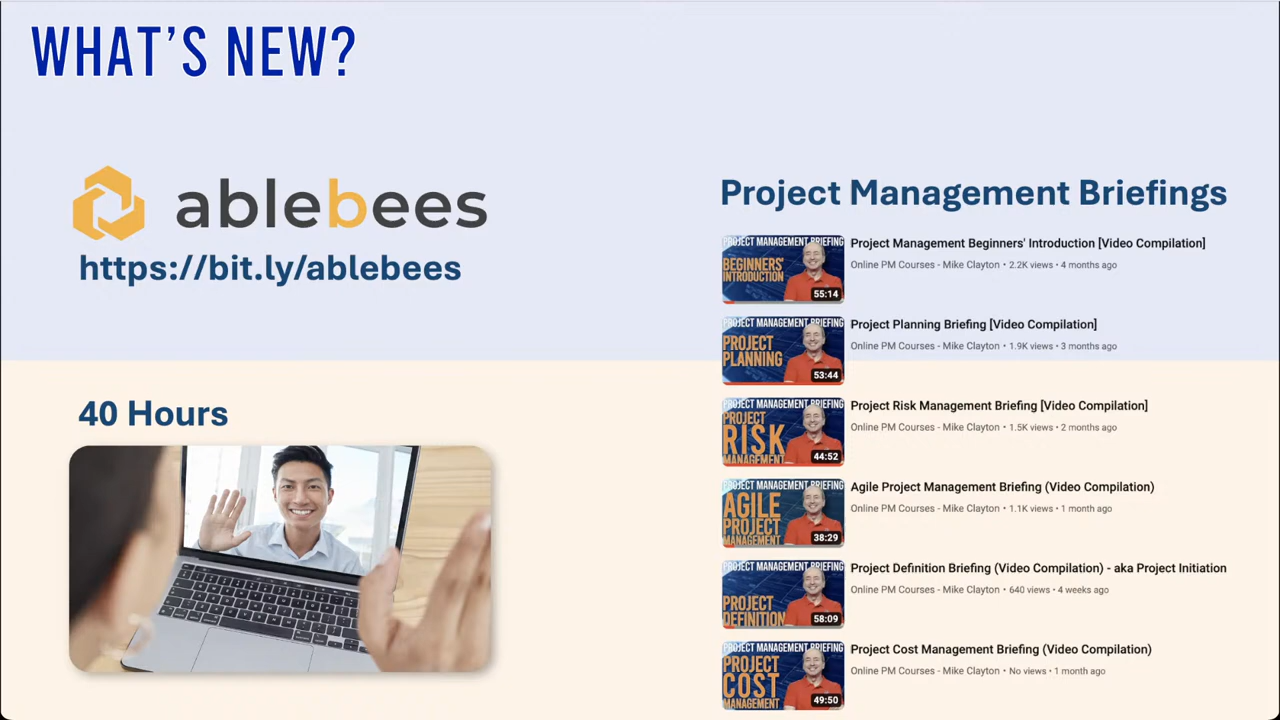 WHAT'S NEW?
ablebees
https://bit.ly/ablebees
40 Hours
Project Management Briefings
PROJECT MANAGEMENT BRIEFING
BEGINNERS'
INTRODUCTION
55:14
Project Management Beginners' Introduction [Video Compilation]
Online PM Courses - Mike Clayton • 2.2K views • 4 months ago
PROJECT MANAGEMENT BRIEFING
PROJECT
PLANNING
53:44
Project Planning Briefing [Video Compilation]
Online PM Courses - Mike Clayton • 1.9K views • 3 months ago
PROJECT MANAGEMENT BRIEFING
PROJECT
RISK
MANAGEMENT
44:52
Project Risk Management Briefing [Video Compilation]
Online PM Courses - Mike Clayton • 1.5K views • 2 months ago
PROJECT MANAGEMENT BRIEFING
AGILE
PROJECT
MANAGEMENT
38:29
Agile Project Management Briefing (Video Compilation)
Online PM Courses - Mike Clayton • 1.1K views • 1 month ago
PROJECT MANAGEMENT BRIEFING
PROJECT
DEFINITION
58:09
Project Definition Briefing (Video Compilation) - aka Project Initiation
Online PM Courses - Mike Clayton • 640 views • 4 weeks ago
PROJECT MANAGEMENT BRIEFING
PROJECT
COST
MANAGEMENT
49:50
Project Cost Management Briefing (Video Compilation)
Online PM Courses - Mike Clayton • No views • 1 month ago